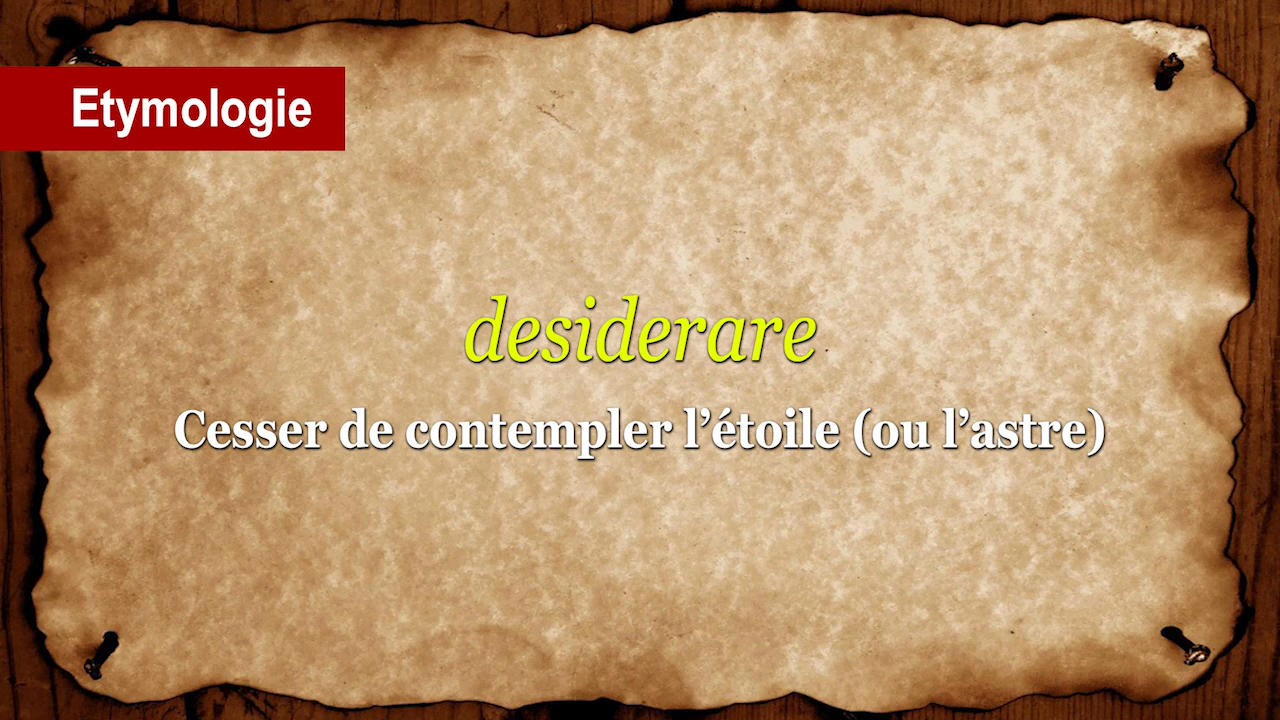 Etymologie
desiderare
Cesser de contempler l’étoile (ou l’astre)